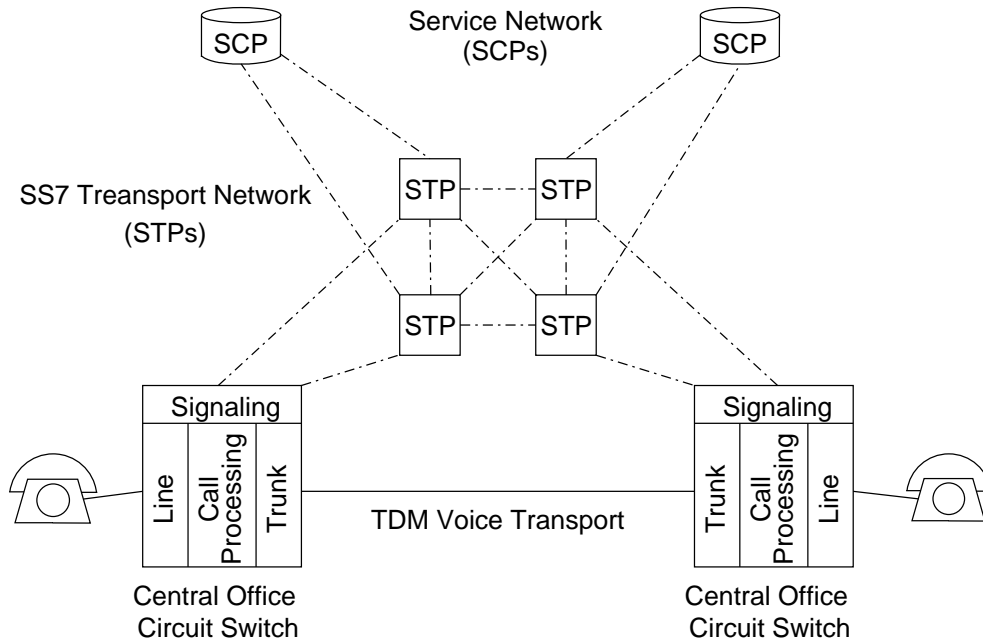 Service Network
(SCPs)
SCP
SCP
STP
STP
SS7 Treansport Network
(STPs)
STP
STP
Signaling
Signaling
Line
Call
Processing
Trunk
Trunk
Call
Processing
Line
TDM Voice Transport
Central Office
Circuit Switch
Central Office
Circuit Switch